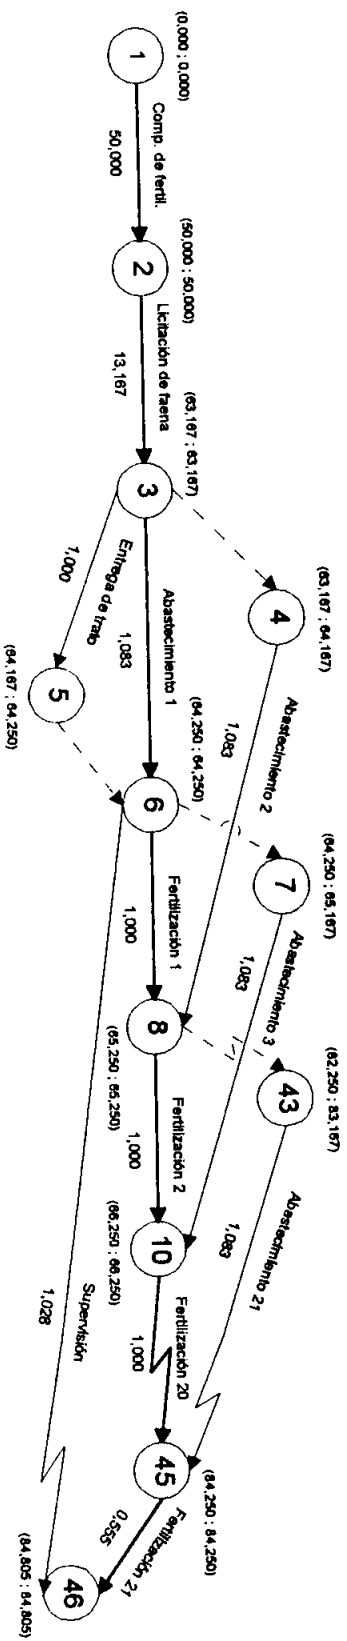 (0,000 ; 0,000)
1
Comp. de fertil.
50,000
(50,000 ; 50,000)
2
Licitación de faena
13,167
(63,167 ; 63,167)
3
(63,167 ; 64,167)
4
Abastecimiento 1
1,083
Entrega de trato
1,000
(64,167 ; 64,250)
5
Abastecimiento 2
1,083
(64,250 ; 64,250)
6
(64,250 ; 65,167)
7
Fertilización 1
1,000
Abastecimiento 3
1,083
8
(65,250 ; 65,250)
(82,250 ; 83,167)
43
Fertilización 2
1,000
Abastecimiento 21
1,083
10
(66,250 ; 66,250)
Supervisión
1,028
Fertilización 20
1,000
(84,250 ; 84,250)
45
Fertilización 21
0,555
46
(84,805 ; 84,805)